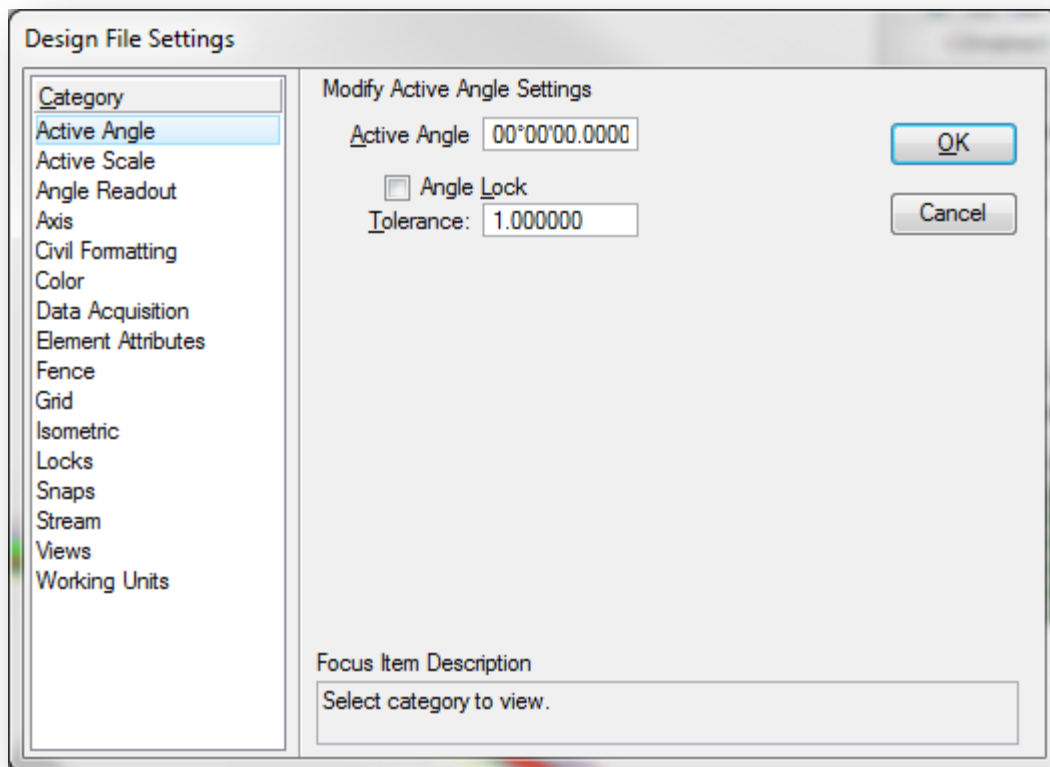 Design File Settings
Category
Active Angle
Active Scale
Angle Readout
Axis
Civil Formatting
Color
Data Acquisition
Element Attributes
Fence
Grid
Isometric
Locks
Snaps
Stream
Views
Working Units
Modify Active Angle Settings
Active Angle 00°00'00.0000
Angle Lock
Tolerance: 1.000000
OK
Cancel
Focus Item Description
Select category to view.